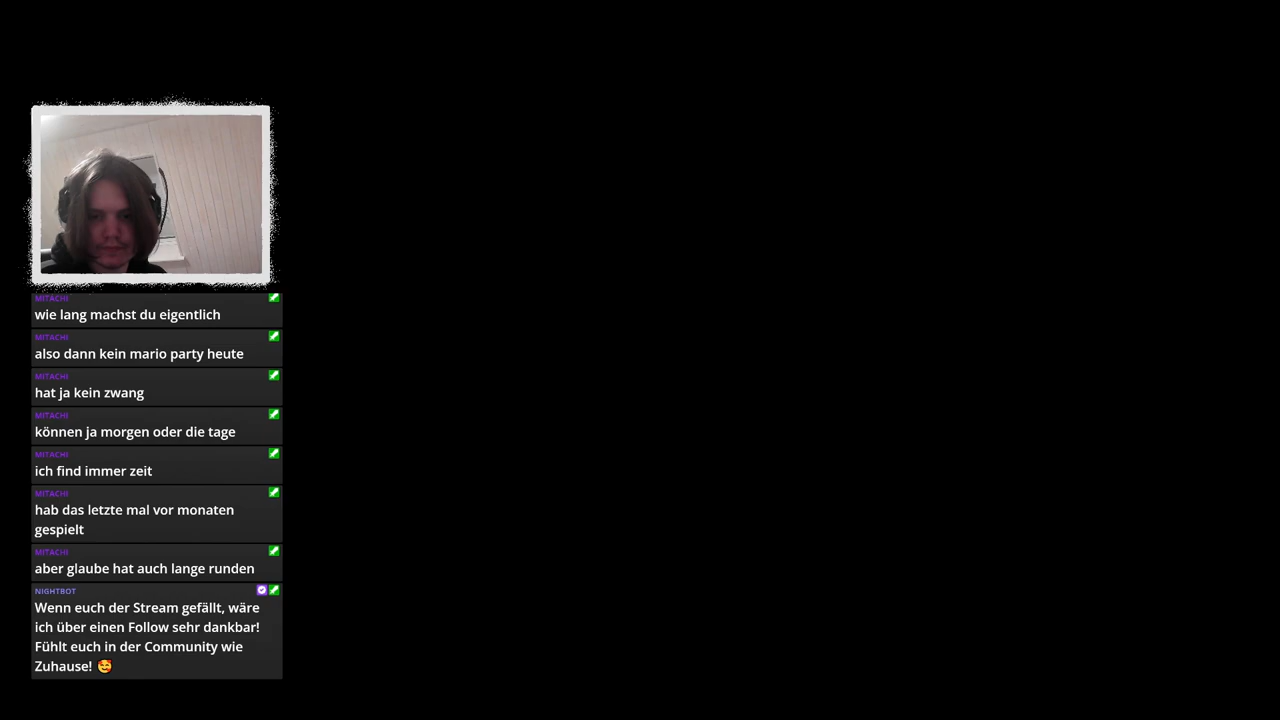 MITACHI
wie lang machst du eigentlich
MITACHI
also dann kein mario party heute
MITACHI
hat ja kein zwang
MITACHI
können ja morgen oder die tage
MITACHI
ich find immer zeit
MITACHI
hab das letzte mal vor monaten
gespielt
MITACHI
aber glaube hat auch lange runden
NIGHTBOT
Wenn euch der Stream gefällt, wäre
ich über einen Follow sehr dankbar!
Fühlt euch in der Community wie
Zuhause! 🥰